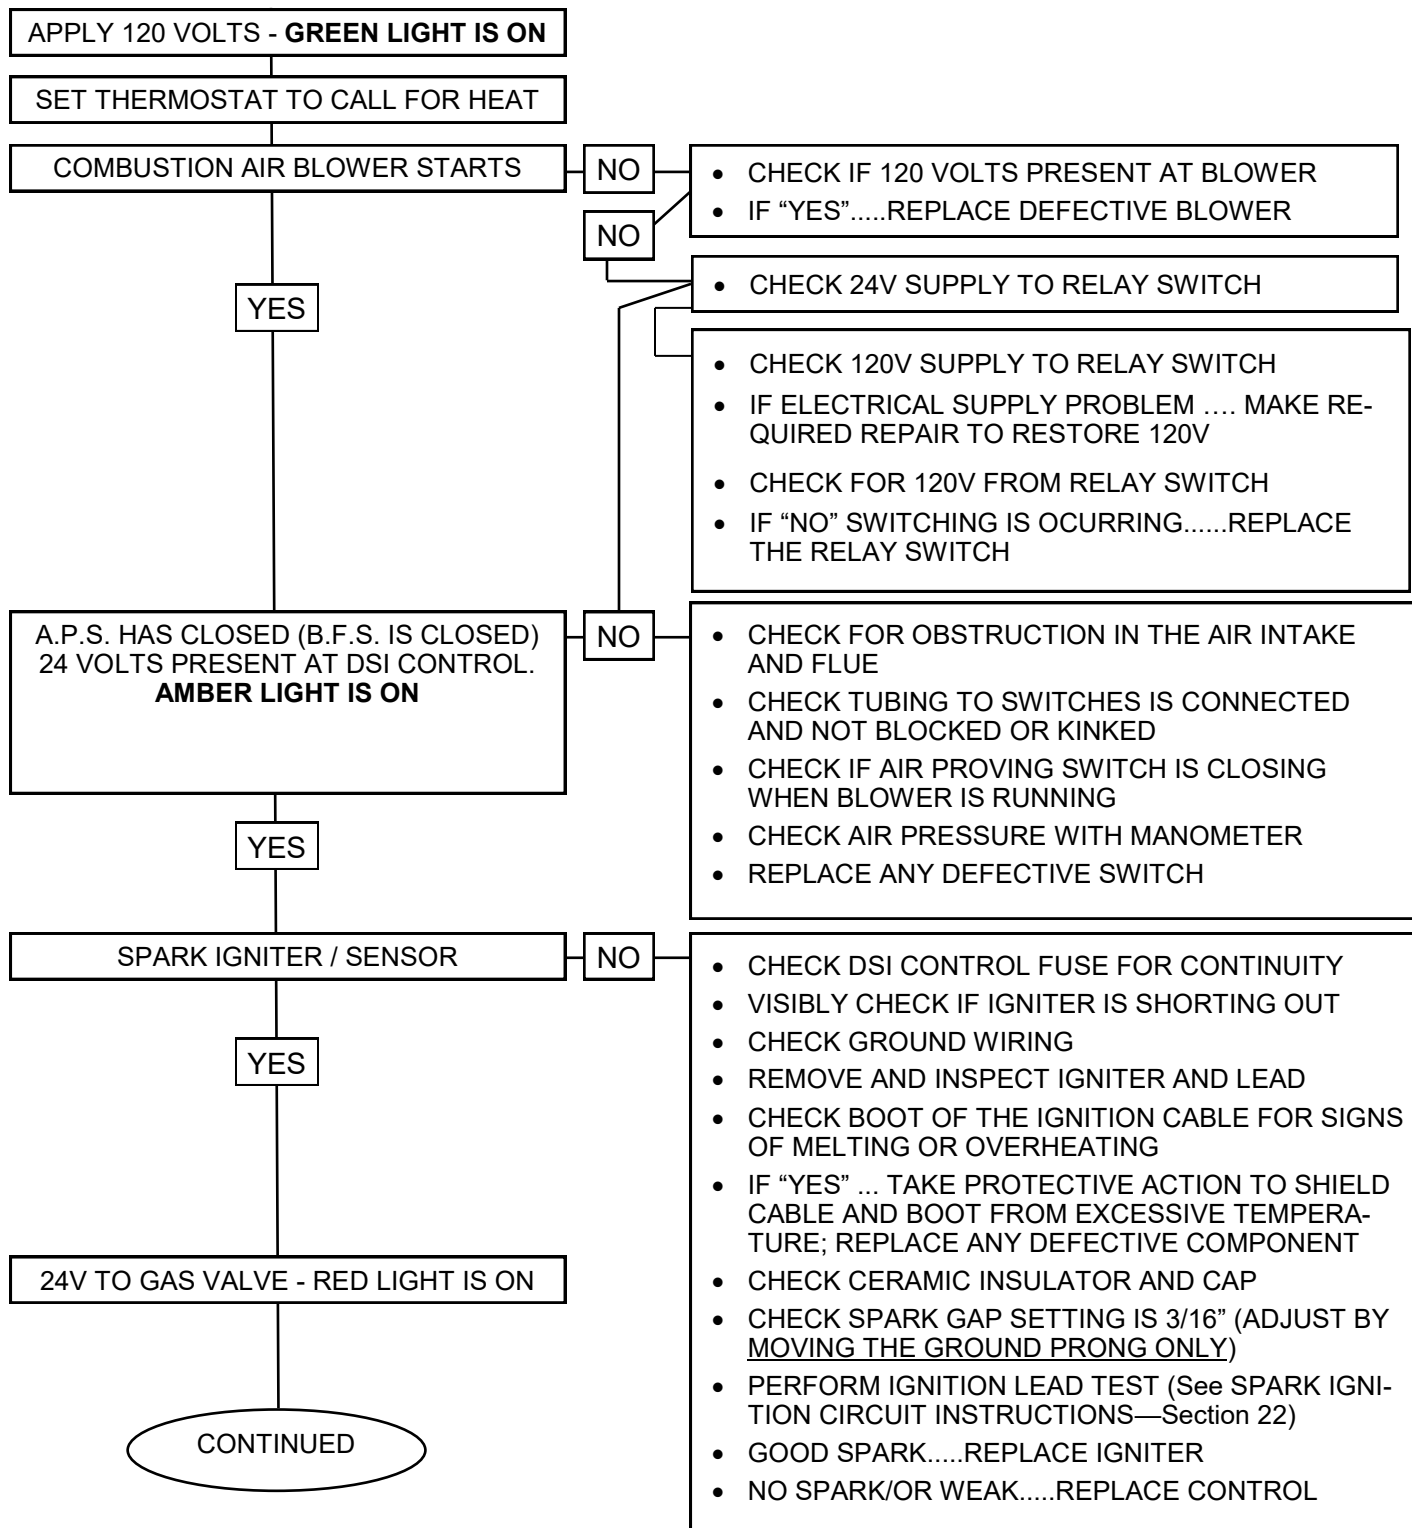 APPLY 120 VOLTS - GREEN LIGHT IS ON
SET THERMOSTAT TO CALL FOR HEAT
COMBUSTION AIR BLOWER STARTS
NO
• CHECK IF 120 VOLTS PRESENT AT BLOWER
• IF “YES”.....REPLACE DEFECTIVE BLOWER
NO
• CHECK 24V SUPPLY TO RELAY SWITCH
YES
• CHECK 120V SUPPLY TO RELAY SWITCH
• IF ELECTRICAL SUPPLY PROBLEM …. MAKE RE-
QUIRED REPAIR TO RESTORE 120V
• CHECK FOR 120V FROM RELAY SWITCH
• IF “NO” SWITCHING IS OCURRING......REPLACE
THE RELAY SWITCH
A.P.S. HAS CLOSED (B.F.S. IS CLOSED)
24 VOLTS PRESENT AT DSI CONTROL.
AMBER LIGHT IS ON
NO
• CHECK FOR OBSTRUCTION IN THE AIR INTAKE
AND FLUE
• CHECK TUBING TO SWITCHES IS CONNECTED
AND NOT BLOCKED OR KINKED
• CHECK IF AIR PROVING SWITCH IS CLOSING
WHEN BLOWER IS RUNNING
• CHECK AIR PRESSURE WITH MANOMETER
• REPLACE ANY DEFECTIVE SWITCH
YES
SPARK IGNITER / SENSOR
NO
• CHECK DSI CONTROL FUSE FOR CONTINUITY
• VISIBLY CHECK IF IGNITER IS SHORTING OUT
• CHECK GROUND WIRING
• REMOVE AND INSPECT IGNITER AND LEAD
• CHECK BOOT OF THE IGNITION CABLE FOR SIGNS
OF MELTING OR OVERHEATING
• IF “YES” ... TAKE PROTECTIVE ACTION TO SHIELD
CABLE AND BOOT FROM EXCESSIVE TEMPERA-
TURE; REPLACE ANY DEFECTIVE COMPONENT
• CHECK CERAMIC INSULATOR AND CAP
• CHECK SPARK GAP SETTING IS 3/16” (ADJUST BY
MOVING THE GROUND PRONG ONLY)
• PERFORM IGNITION LEAD TEST (See SPARK IGNI-
TION CIRCUIT INSTRUCTIONS—Section 22)
• GOOD SPARK.....REPLACE IGNITER
• NO SPARK/OR WEAK.....REPLACE CONTROL
YES
24V TO GAS VALVE - RED LIGHT IS ON
CONTINUED